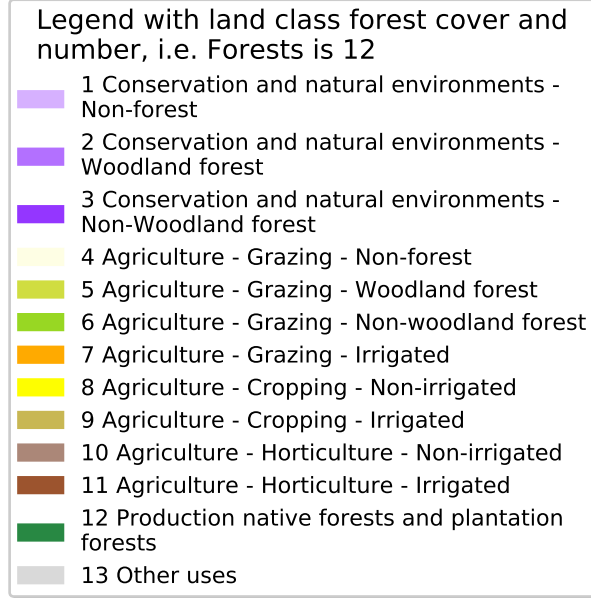 Legend with land class forest cover and
number, i.e. Forests is 12
1 Conservation and natural environments -
Non-forest
2 Conservation and natural environments -
Woodland forest
3 Conservation and natural environments -
Non-Woodland forest
4 Agriculture - Grazing - Non-forest
5 Agriculture - Grazing - Woodland forest
6 Agriculture - Grazing - Non-woodland forest
7 Agriculture - Grazing - Irrigated
8 Agriculture - Cropping - Non-irrigated
9 Agriculture - Cropping - Irrigated
10 Agriculture - Horticulture - Non-irrigated
11 Agriculture - Horticulture - Irrigated
12 Production native forests and plantation
forests
13 Other uses